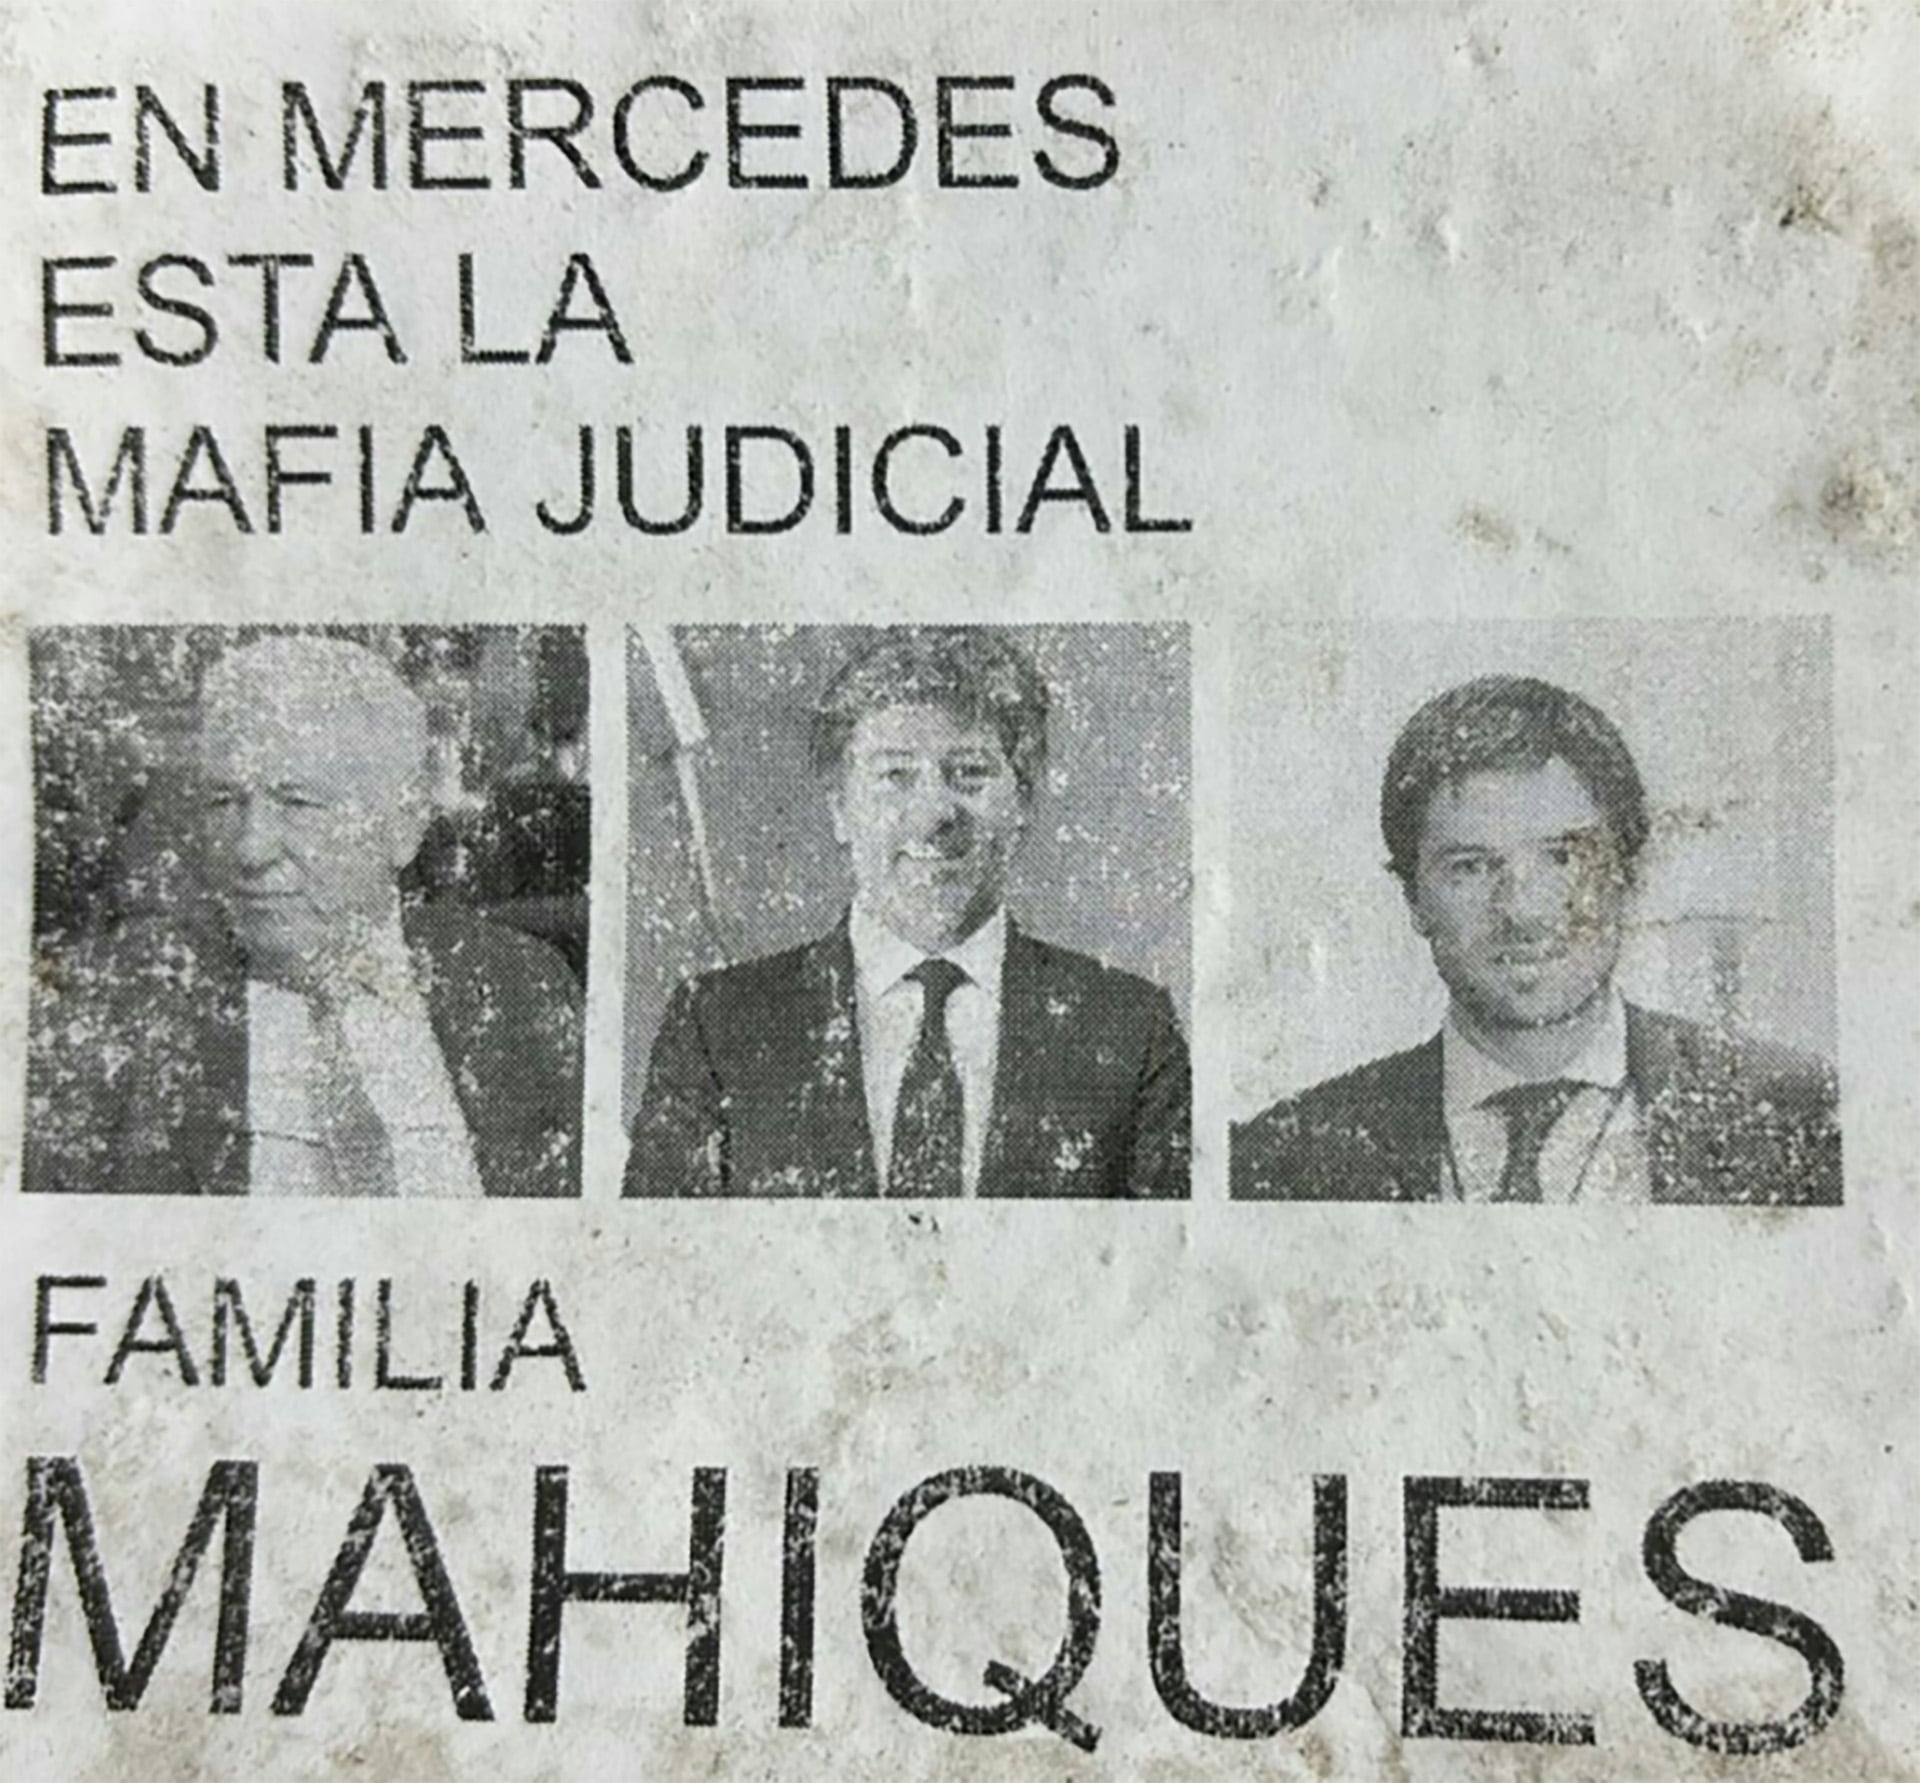 EN MERCEDES
ESTA LA
MAFIA JUDICIAL
FAMILIA
MAHIQUES